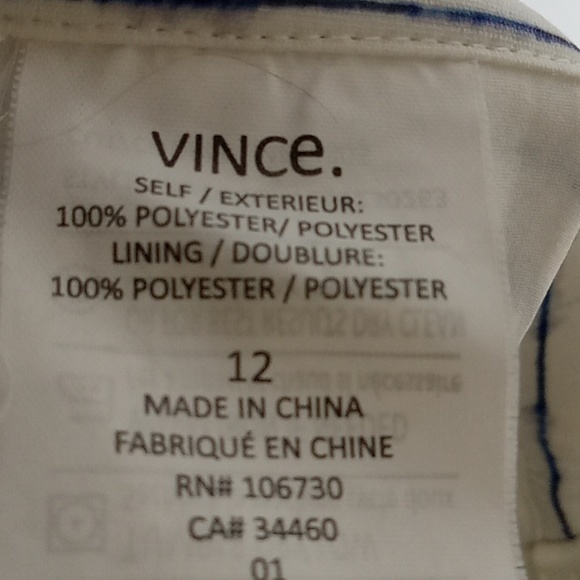 VINCe.
SELF / EXTERIEUR:
100% POLYESTER/ POLYESTER
LINING / DOUBLURE:
100% POLYESTER / POLYESTER
12
MADE IN CHINA
FABRIQUÉ EN CHINE
RN# 106730
CA# 34460
01